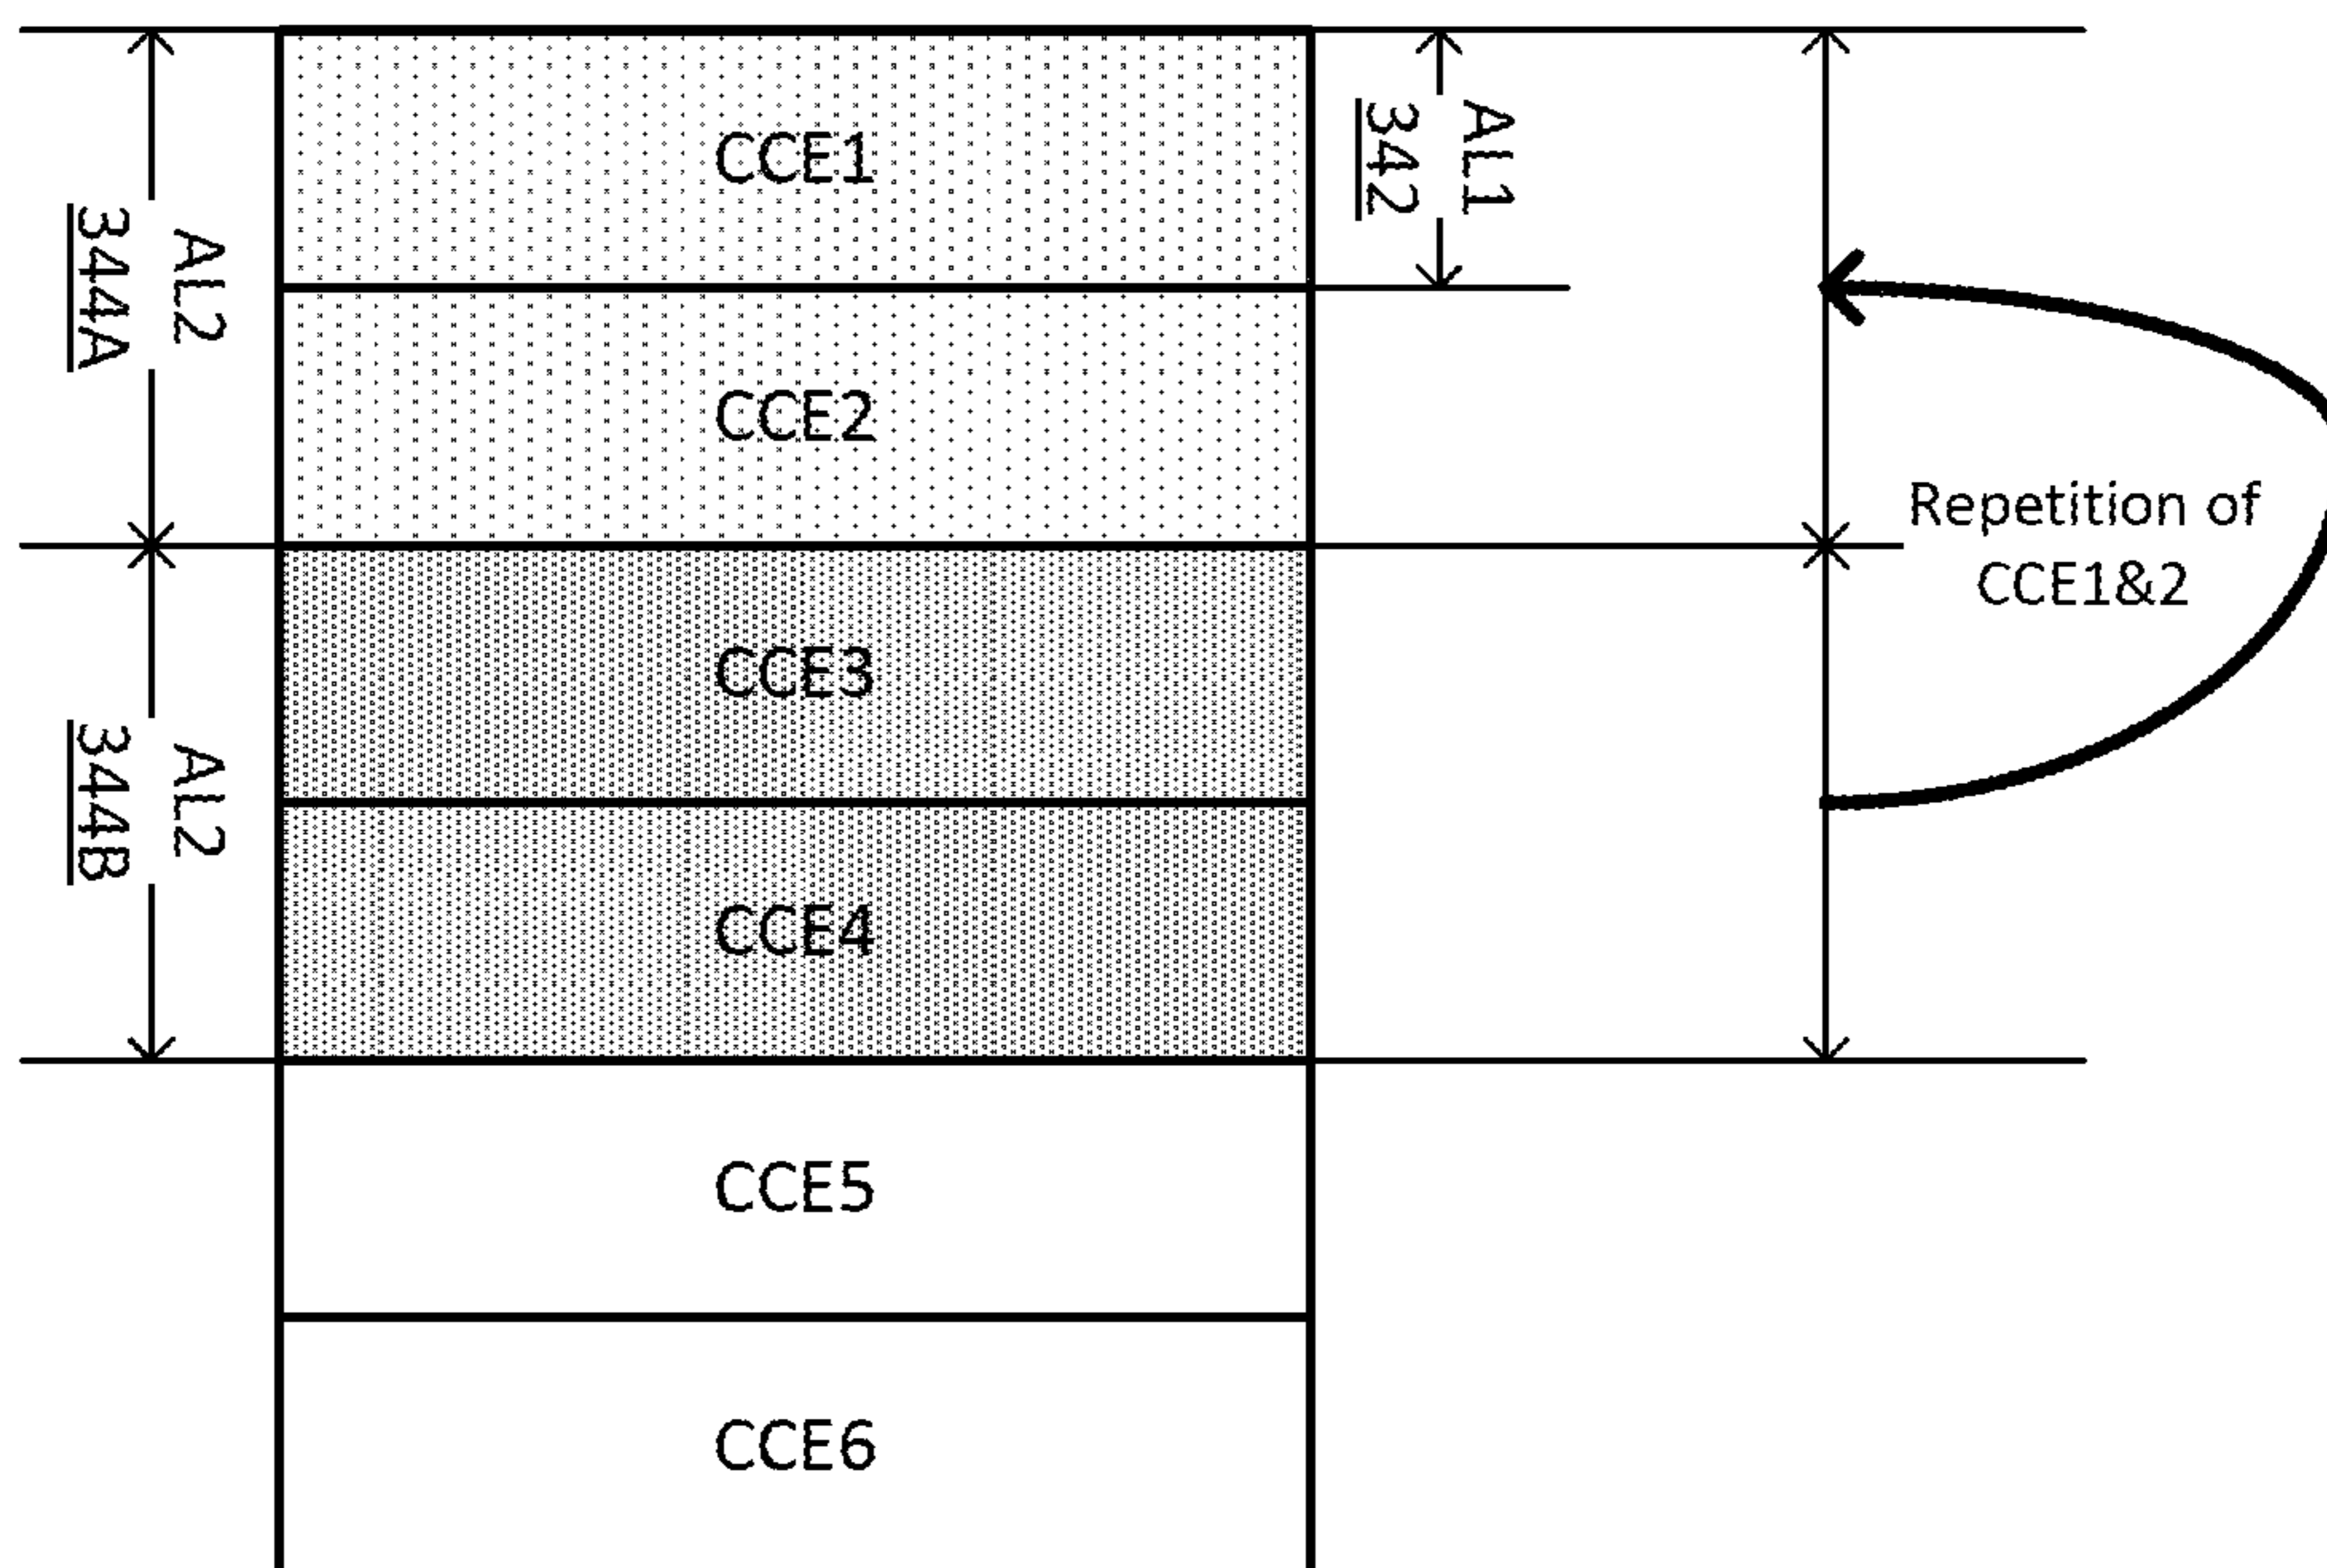 CCE1
AL1
342
AL2
344A
CCE2
Repetition of
CCE1&2
CCE3
AL2
344B
CCE4
CCE5
CCE6